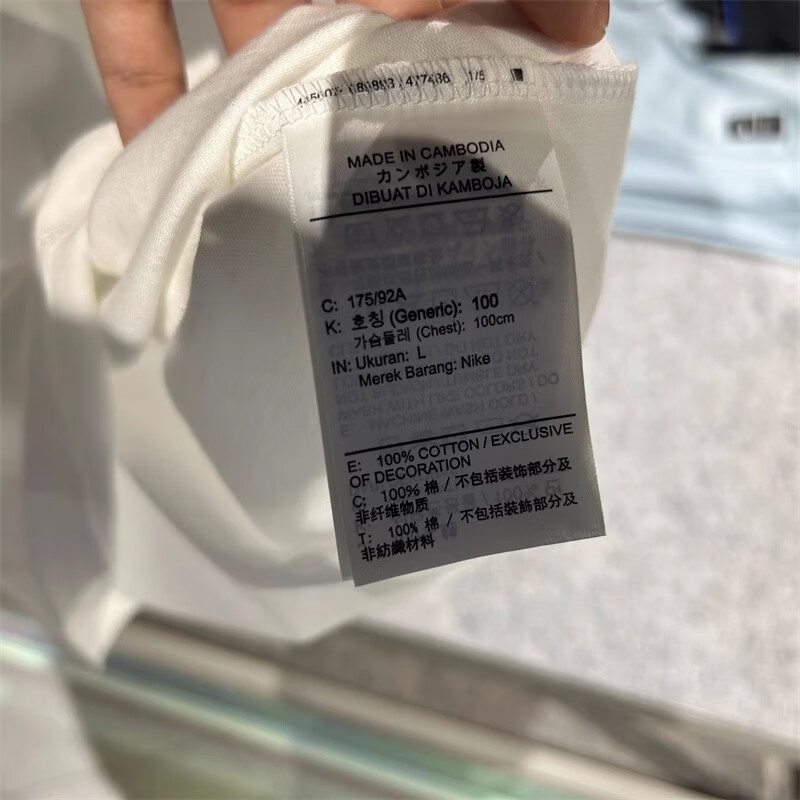 1/5
MADE IN CAMBODIA
カンボジア製
DIBUAT DI KAMBOJA
C: 175/92A
K: 호칭 (Generic): 100
가슴둘레 (Chest): 100cm
IN: Ukuran: L
Merek Barang: Nike
E: 100% COTTON / EXCLUSIVE
OF DECORATION
C: 100% 棉 / 不包括装饰部分及
非纤维物质
T: 100% 棉 / 不包括裝飾部分及
非紡織材料